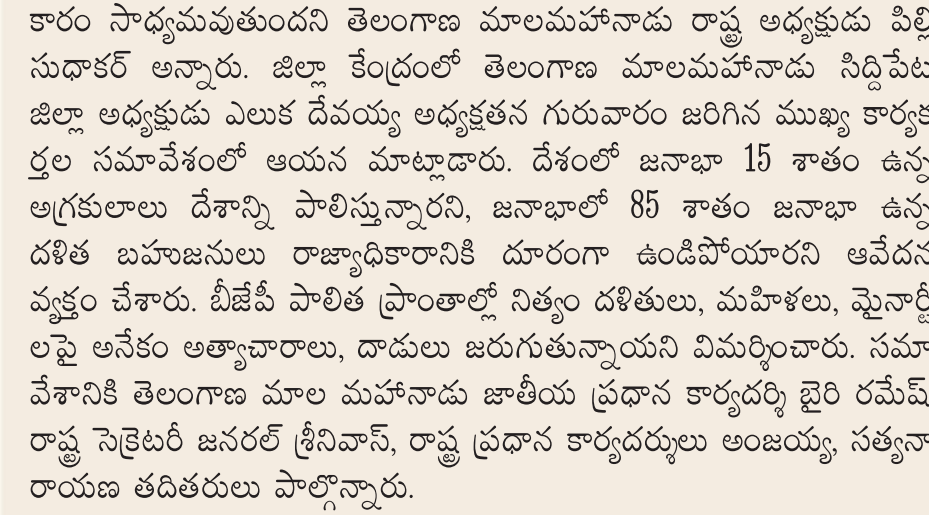 కారం సాధ్యమవుతుందని తెలంగాణ మాలమహానాడు రాష్ట్ర అధ్యక్షుడు పిల్లి
సుధాకర్ అన్నారు. జిల్లా కేంద్రంలో తెలంగాణ మాలమహానాడు సిద్దిపేట
జిల్లా అధ్యక్షుడు ఎలుక దేవయ్య అధ్యక్షతన గురువారం జరిగిన ముఖ్య కార్యక
ర్తల సమావేశంలో ఆయన మాట్లాడారు. దేశంలో జనాభా 15 శాతం ఉన్న
అగ్రకులాలు దేశాన్ని పాలిస్తున్నారని, జనాభాలో 85 శాతం జనాభా ఉన్న
దళిత బహుజనులు రాజ్యాధికారానికి దూరంగా ఉండిపోయారని ఆవేదన
వ్యక్తం చేశారు. బీజేపీ పాలిత ప్రాంతాల్లో నిత్యం దళితులు, మహిళలు, మైనార్టీ
లపై అనేకం అత్యాచారాలు, దాడులు జరుగుతున్నాయని విమర్శించారు. సమా
వేశానికి తెలంగాణ మాల మహానాడు జాతీయ ప్రధాన కార్యదర్శి బైరి రమేష్
రాష్ట్ర సెక్రెటరీ జనరల్ శ్రీనివాస్, రాష్ట్ర ప్రధాన కార్యదర్శులు అంజయ్య, సత్యనా
రాయణ తదితరులు పాల్గొన్నారు.